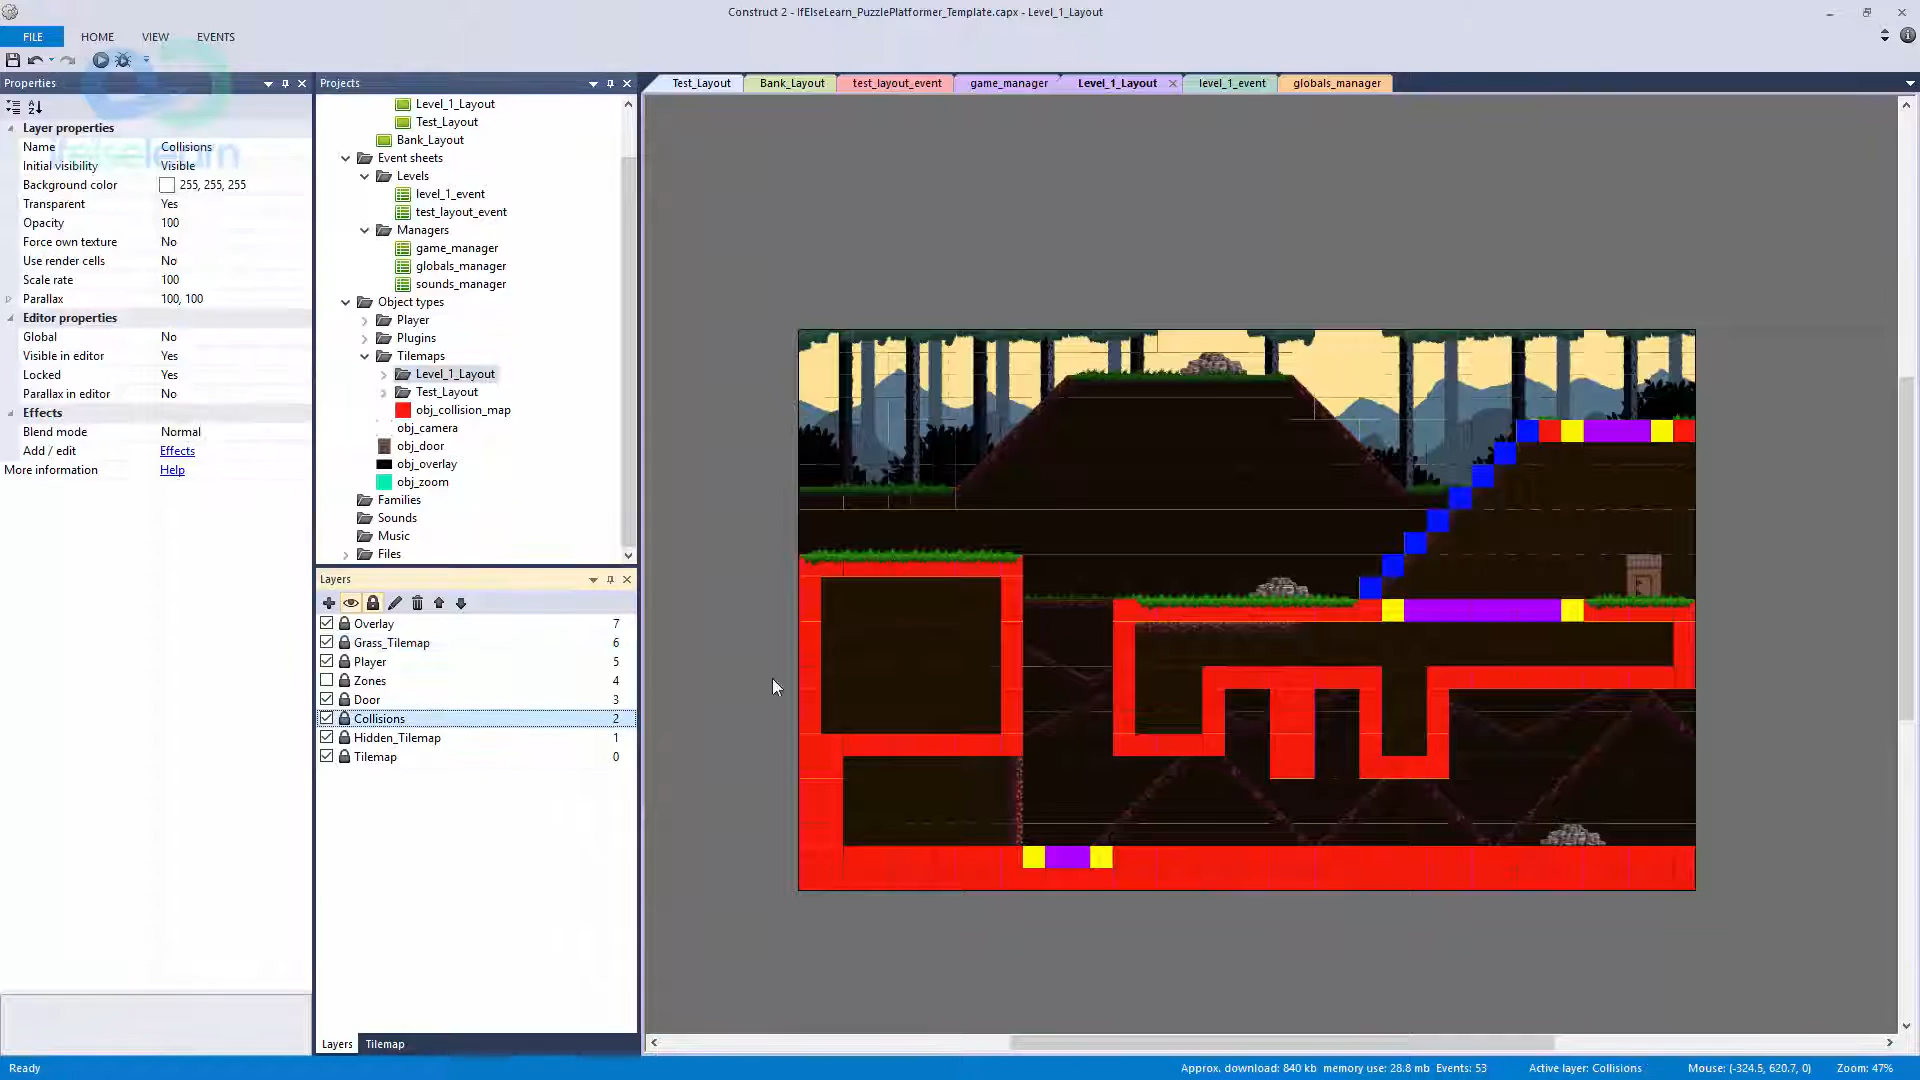 Construct 2 - IfElseLearn_PuzzlePlatformer_Template.capx - Level_1_Layout
FILE HOME VIEW EVENTS
Properties
Layer properties
Name Collisions
Initial visibility Visible
Background color 255, 255, 255
Transparent Yes
Opacity 100
Force own texture No
Use render cells No
Scale rate 100
Parallax 100, 100
Editor properties
Global No
Visible in editor Yes
Locked Yes
Parallax in editor No
Effects
Blend mode Normal
Add / edit Effects
More information Help
ifelselearn
Projects
Level_1_Layout
Test_Layout
Bank_Layout
Event sheets
Levels
level_1_event
test_layout_event
Managers
game_manager
globals_manager
sounds_manager
Object types
Player
Plugins
Tilemaps
Level_1_Layout
Test_Layout
obj_collision_map
obj_camera
obj_door
obj_overlay
obj_zoom
Families
Sounds
Music
Files
Layers
Overlay 7
Grass_Tilemap 6
Player 5
Zones 4
Door 3
Collisions 2
Hidden_Tilemap 1
Tilemap 0
Layers Tilemap
Test_Layout Bank_Layout test_layout_event game_manager Level_1_Layout level_1_event globals_manager
Ready
Approx. download: 840 kb memory use: 28.8 mb Events: 53 Active layer: Collisions Mouse: (-324.5, 620.7, 0) Zoom: 47%